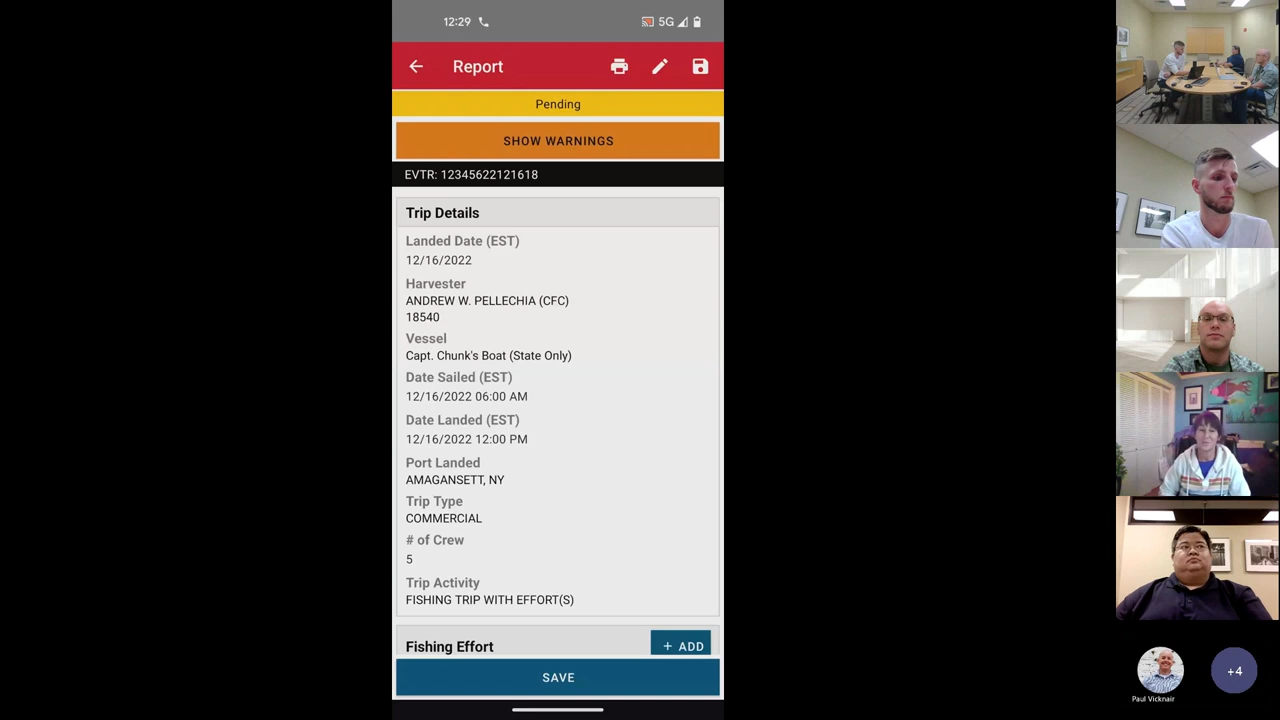 12:29
5G
Report
Pending
SHOW WARNINGS
EVTR: 12345622121618
Trip Details
Landed Date (EST)
12/16/2022
Harvester
ANDREW W. PELLECHIA (CFC)
18540
Vessel
Capt. Chunk's Boat (State Only)
Date Sailed (EST)
12/16/2022 06:00 AM
Date Landed (EST)
12/16/2022 12:00 PM
Port Landed
AMAGANSETT, NY
Trip Type
COMMERCIAL
# of Crew
5
Trip Activity
FISHING TRIP WITH EFFORT(S)
Fishing Effort
+ ADD
SAVE
+4
Paul Vicknair